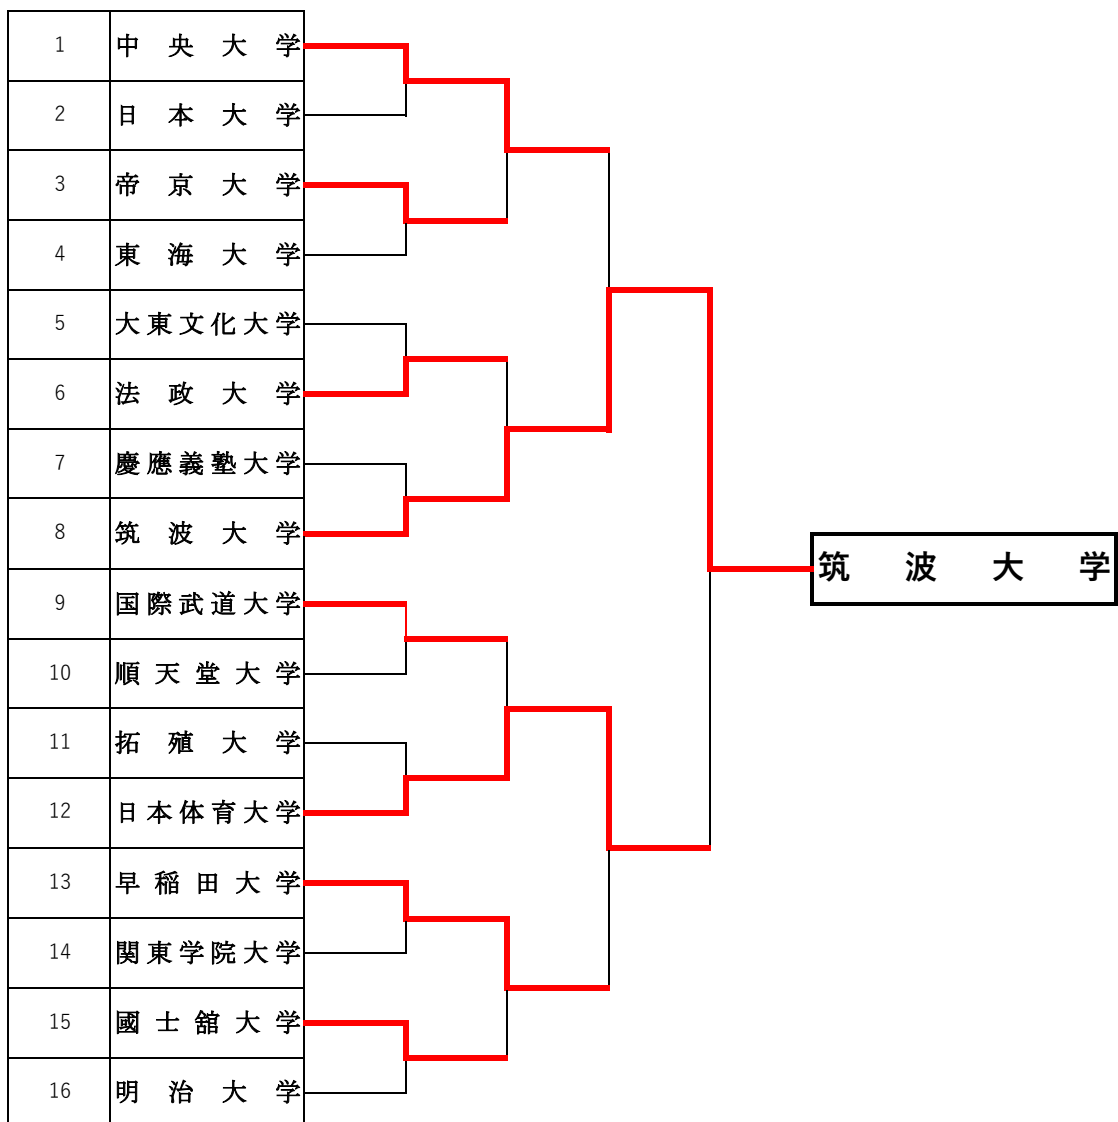 1 中央大学
2 日本大学
3 帝京大学
4 東海大学
5 大東文化大学
6 法政大学
7 慶應義塾大学
8 筑波大学
筑波大学
9 国際武道大学
10 順天堂大学
11 拓殖大学
12 日本体育大学
13 早稲田大学
14 関東学院大学
15 國士舘大学
16 明治大学